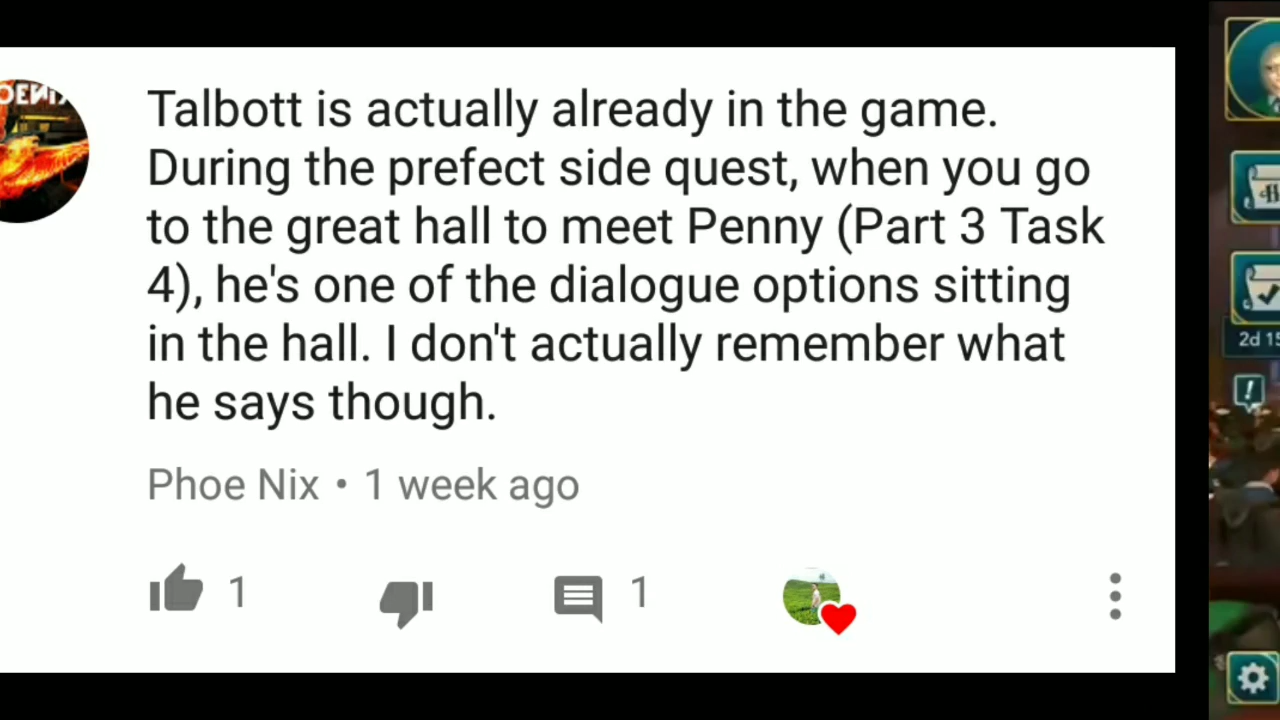 Talbott is actually already in the game.
During the prefect side quest, when you go
to the great hall to meet Penny (Part 3 Task
4), he's one of the dialogue options sitting
in the hall. I don't actually remember what
he says though.
Phoe Nix • 1 week ago
1
1